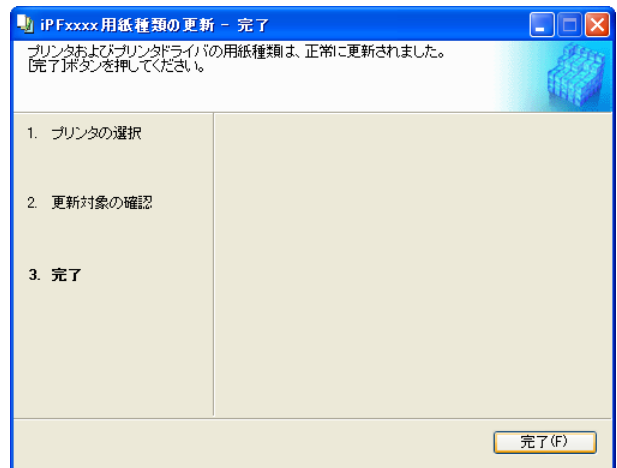 iPFxxxx用紙種類の更新 - 完了
プリンタおよびプリンタドライバの用紙種類は、正常に更新されました。
[完了]ボタンを押してください。
1. プリンタの選択
2. 更新対象の確認
3. 完了
完了(F)